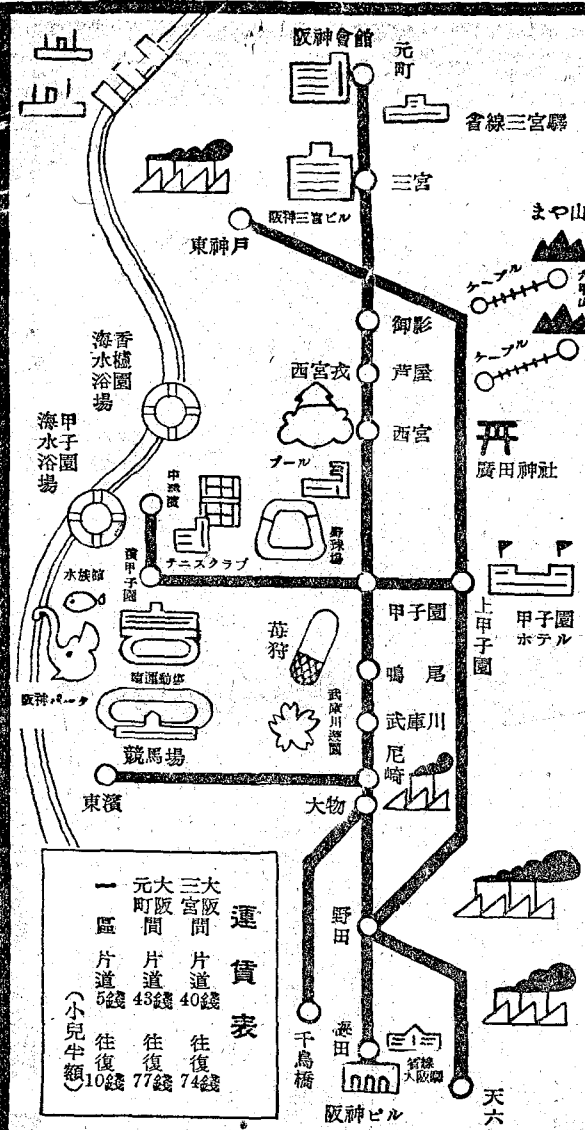 阪神會館
元町
省線三宮驛
三宮
阪神三宮ビル
東神戸
まや山
ケーブル
六甲山
ケーブル
御影
香櫨園海水浴場
西宮戎
芦屋
西宮
廣田神社
甲子園海水浴場
プール
野球場
テニスクラブ
中津濱
濱甲子園
甲子園
上甲子園
甲子園ホテル
水族館
苺狩
鳴尾
阪神パーク
武庫川遊園
武庫川
競馬場
尼崎
東濱
大物
野田
運賃表
大阪三宮間 片道40錢 往復74錢
大阪元町間 片道43錢 往復77錢
一區 片道5錢 往復10錢
(小兒半額)
千鳥橋
梅田
省線大阪驛
阪神ビル
天六